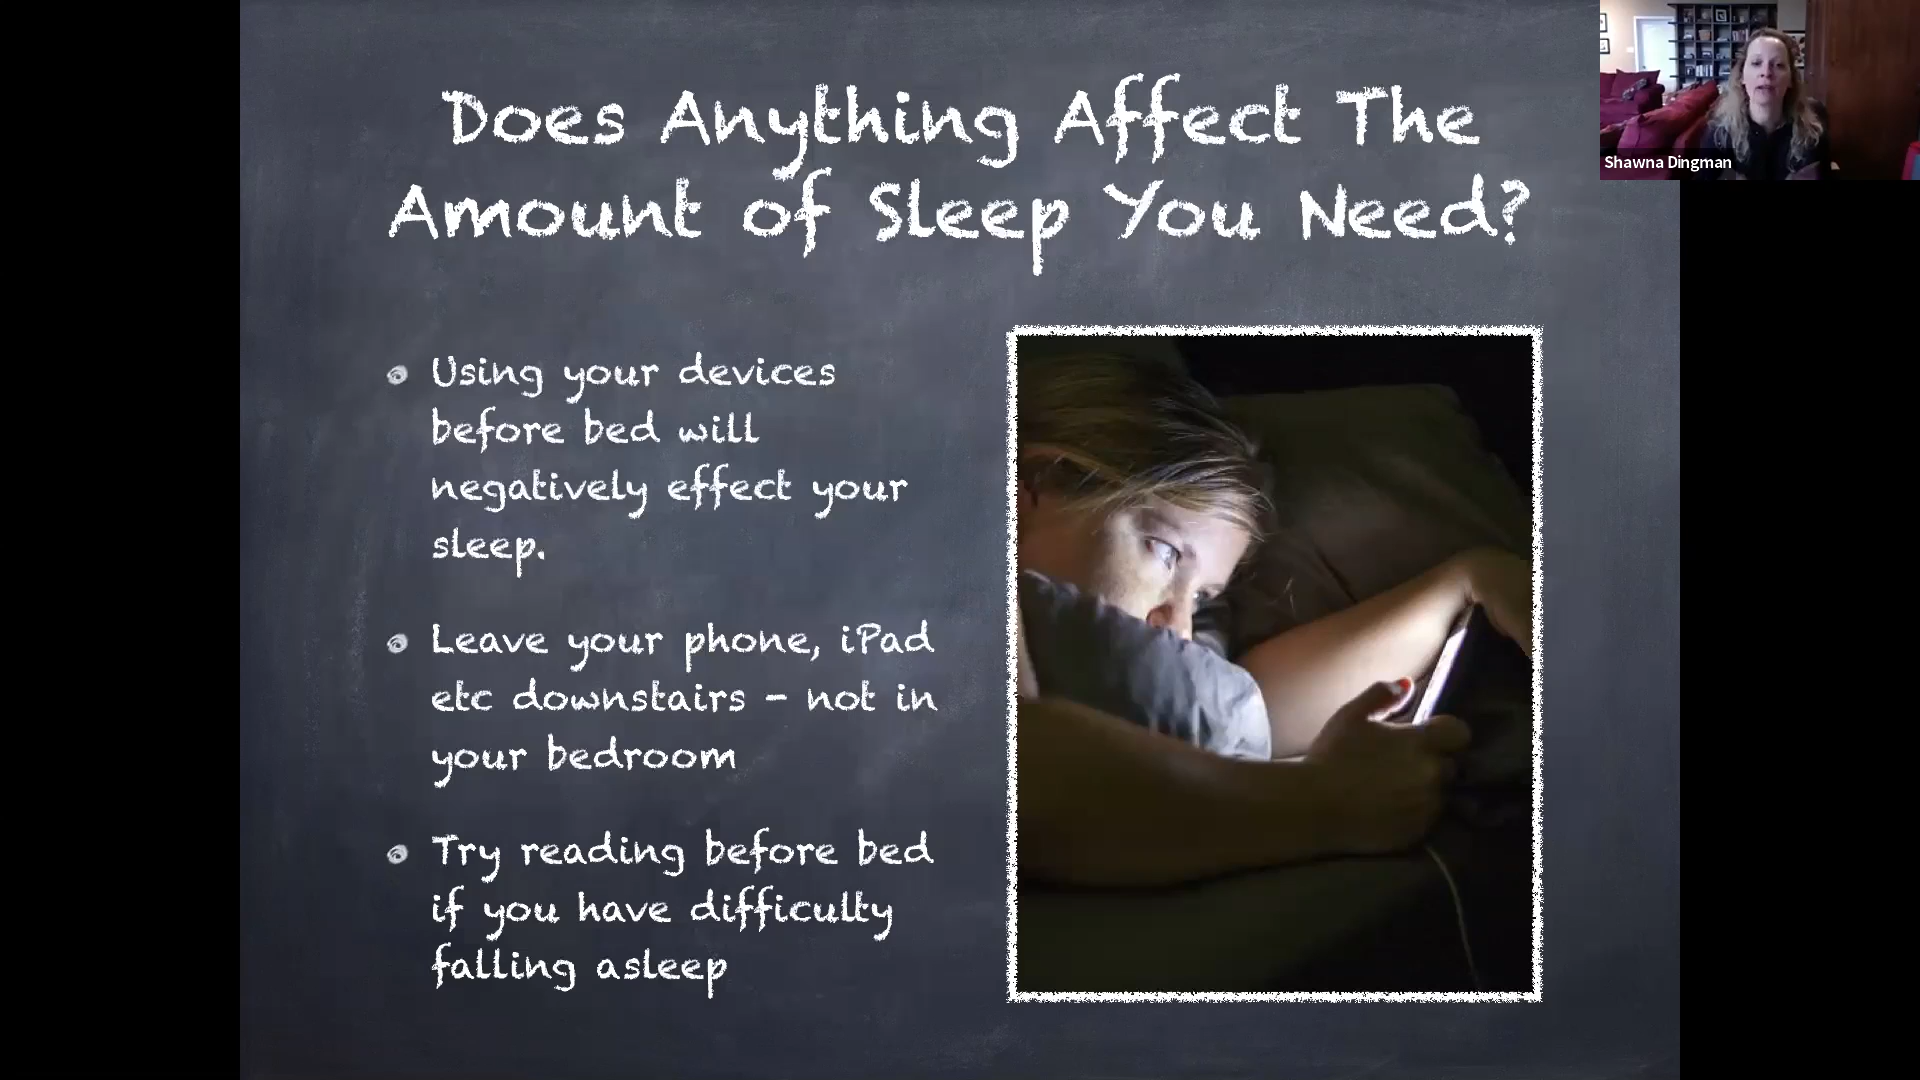 Does Anything Affect The
Amount of Sleep You Need?
Using your devices
before bed will
negatively effect your
sleep.
Leave your phone, iPad
etc downstairs - not in
your bedroom
Try reading before bed
if you have difficulty
falling asleep
Shawna Dingman